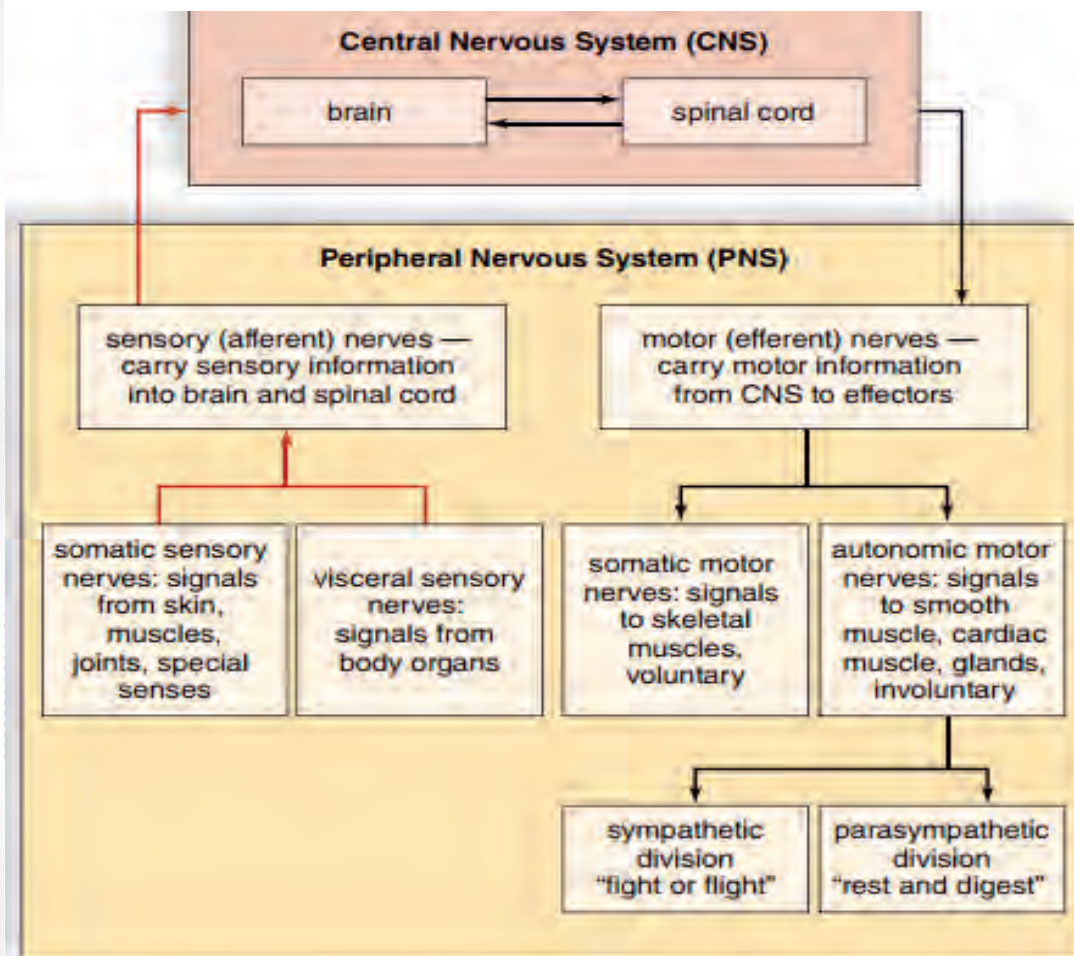 Central Nervous System (CNS)
brain
spinal cord
Peripheral Nervous System (PNS)
sensory (afferent) nerves —
carry sensory information
into brain and spinal cord
motor (efferent) nerves —
carry motor information
from CNS to effectors
somatic sensory
nerves: signals
from skin,
muscles,
joints, special
senses
visceral sensory
nerves:
signals from
body organs
somatic motor
nerves: signals
to skeletal
muscles,
voluntary
autonomic motor
nerves: signals
to smooth
muscle, cardiac
muscle, glands,
involuntary
sympathetic
division
“fight or flight”
parasympathetic
division
“rest and digest”